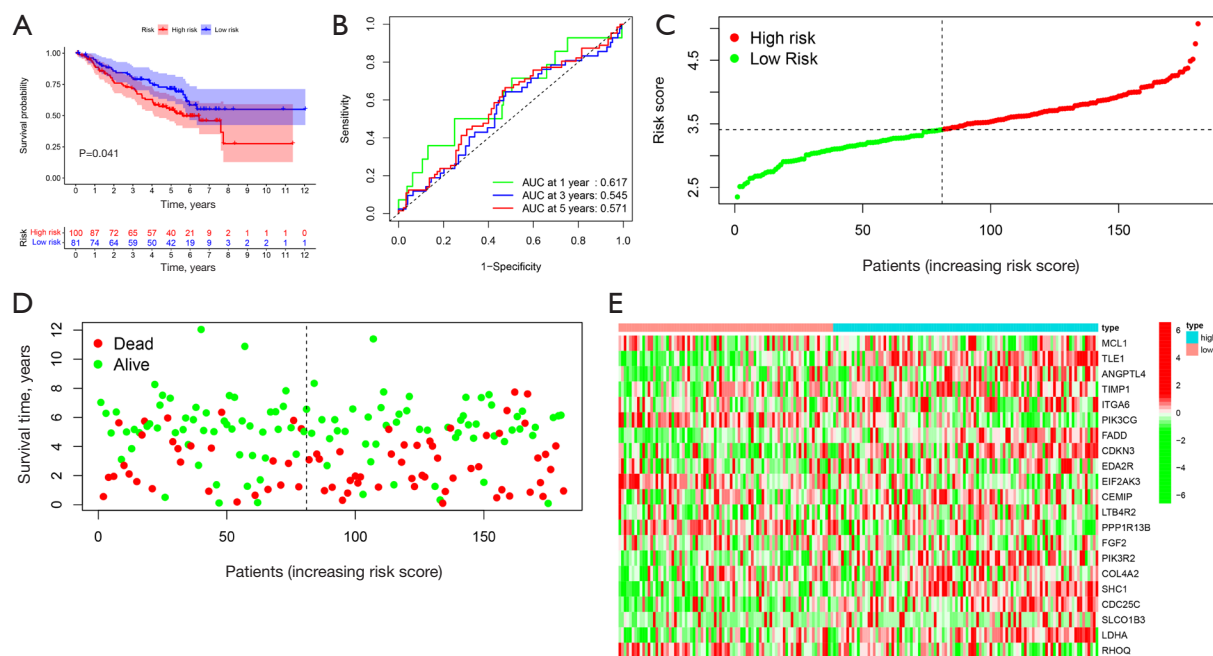 A
Risk High risk Low risk
Survival probability
1.00
0.75
0.50
0.25
0.00
P=0.041
0 1 2 3 4 5 6 7 8 9 10 11 12
Time, years
Risk
High risk 100 87 72 65 57 40 21 9 2 1 1 1 0
Low risk 81 74 64 59 50 42 19 9 3 2 2 1 1
0 1 2 3 4 5 6 7 8 9 10 11 12
Time, years
B
Sensitivity
1.0
0.8
0.6
0.4
0.2
0.0
AUC at 1 year : 0.617
AUC at 3 years: 0.545
AUC at 5 years: 0.571
0.0 0.2 0.4 0.6 0.8 1.0
1−Specificity
C
High risk
Low Risk
Risk score
4.5
3.5
2.5
0 50 100 150
Patients (increasing risk score)
D
Dead
Alive
Survival time, years
12
10
8
6
4
2
0
0 50 100 150
Patients (increasing risk score)
E
type
MCL1
TLE1
ANGPTL4
TIMP1
ITGA6
PIK3CG
FADD
CDKN3
EDA2R
EIF2AK3
CEMIP
LTB4R2
PPP1R13B
FGF2
PIK3R2
COL4A2
SHC1
CDC25C
SLCO1B3
LDHA
RHOQ
6
4
2
0
−2
−4
−6
type
high
low